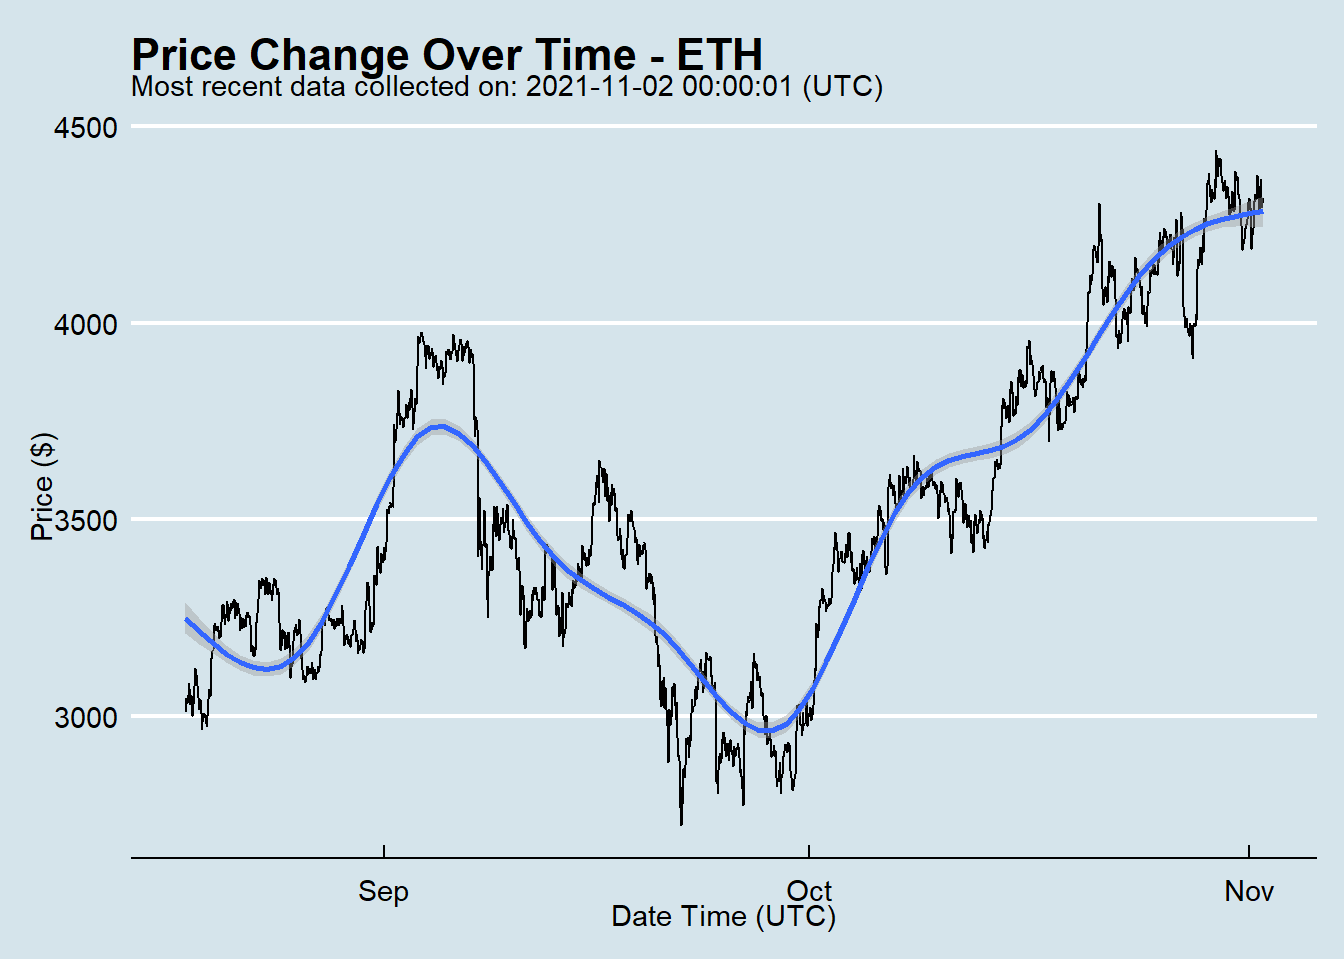 Price Change Over Time - ETH
Most recent data collected on: 2021-11-02 00:00:01 (UTC)
4500
4000
3500
3000
Price ($)
Sep
Oct
Nov
Date Time (UTC)